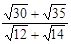 (√30 + √35) / (√12 + √14)